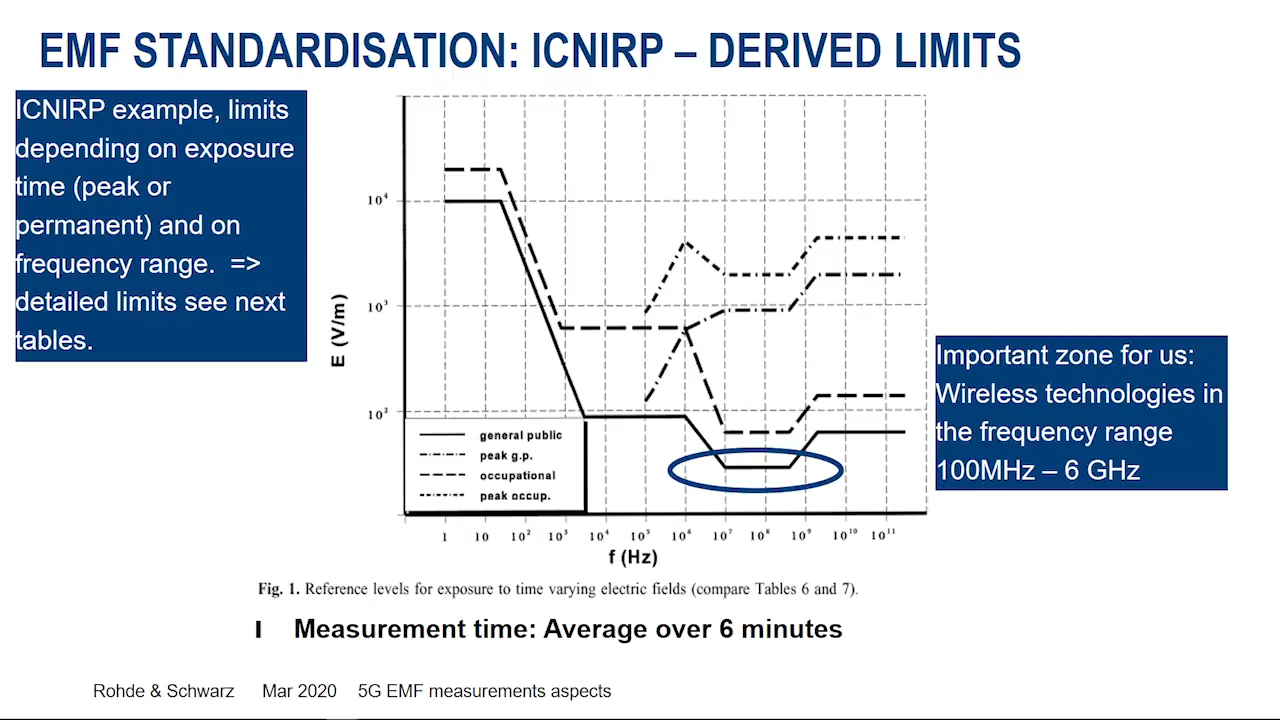 EMF STANDARDISATION: ICNIRP – DERIVED LIMITS
ICNIRP example, limits
depending on exposure
time (peak or
permanent) and on
frequency range. =>
detailed limits see next
tables.
E (V/m)
10⁴
10³
10²
general public
peak g.p.
occupational
peak occup.
1 10 10² 10³ 10⁴ 10⁵ 10⁶ 10⁷ 10⁸ 10⁹ 10¹⁰ 10¹¹
f (Hz)
Important zone for us:
Wireless technologies in
the frequency range
100MHz – 6 GHz
Fig. 1. Reference levels for exposure to time varying electric fields (compare Tables 6 and 7).
Measurement time: Average over 6 minutes
Rohde & Schwarz Mar 2020 5G EMF measurements aspects